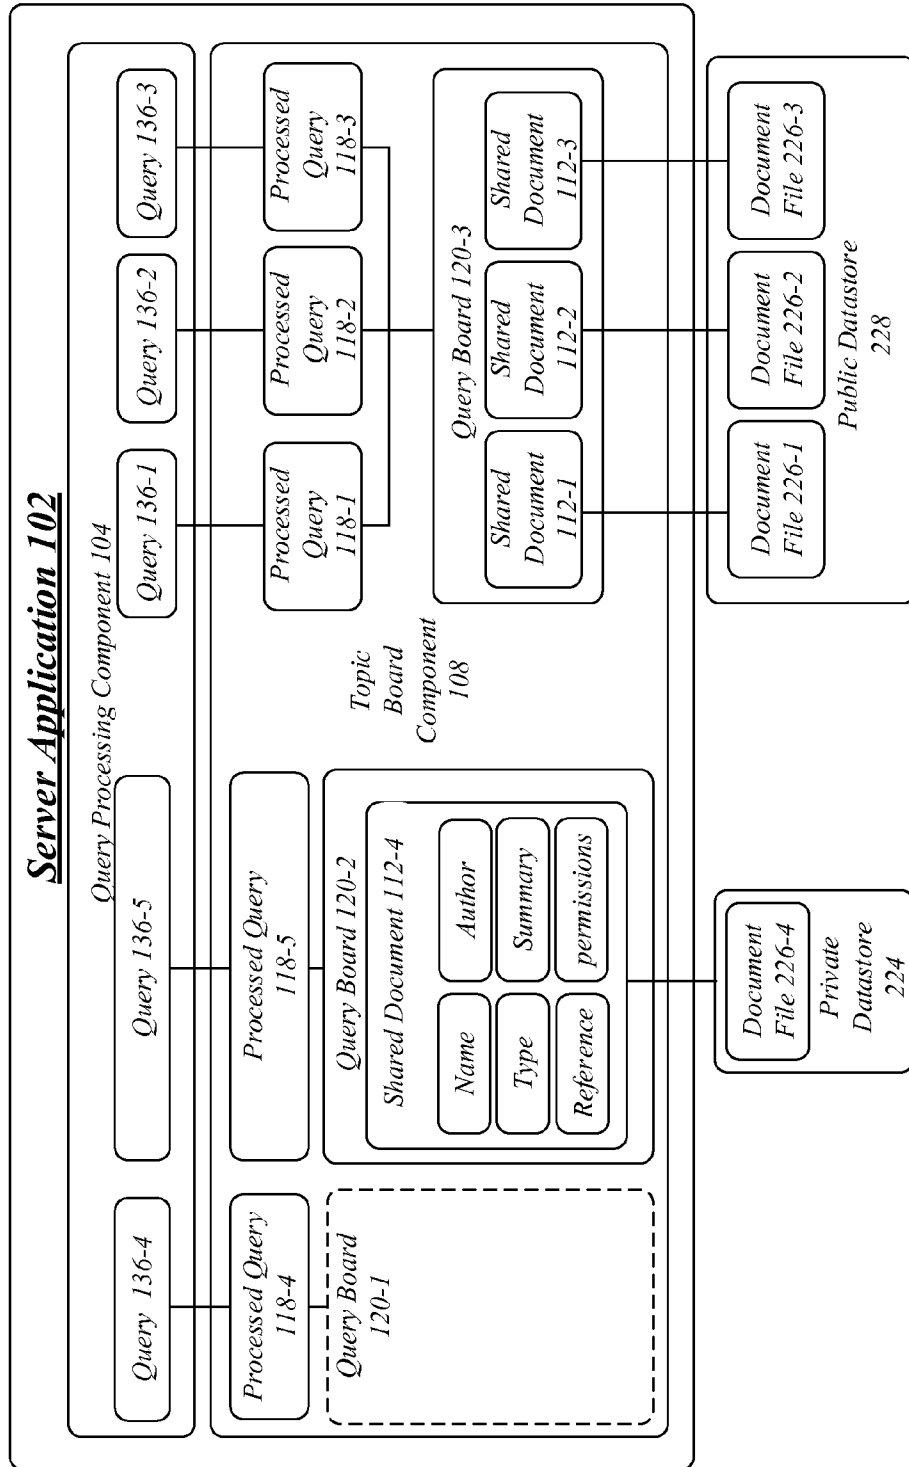 Server Application 102
Query Processing Component 104
Query 136-4
Query 136-5
Query 136-1
Query 136-2
Query 136-3
Processed Query
118-4
Processed Query
118-5
Processed
Query
118-1
Processed
Query
118-2
Processed
Query
118-3
Topic
Board
Component
108
Query Board
120-1
Query Board 120-2
Shared Document 112-4
Name
Author
Type
Summary
Reference
permissions
Query Board 120-3
Shared
Document
112-1
Shared
Document
112-2
Shared
Document
112-3
Document
File 226-4
Private
Datastore
224
Document
File 226-1
Document
File 226-2
Document
File 226-3
Public Datastore
228